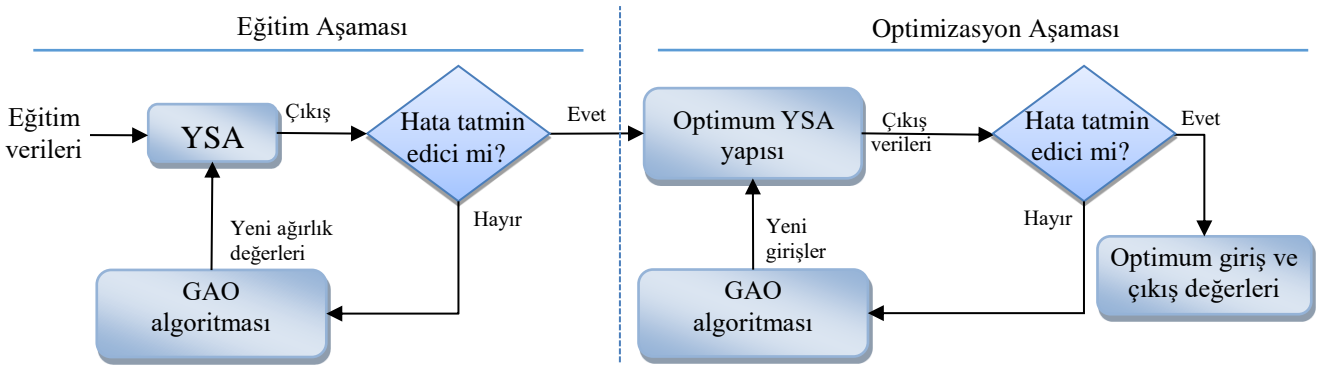 Eğitim Aşaması
Eğitim
verileri
YSA
Çıkış
Hata tatmin
edici mi?
Evet
Hayır
Yeni ağırlık
değerleri
GAO
algoritması
Optimizasyon Aşaması
Optimum YSA
yapısı
Çıkış
verileri
Hata tatmin
edici mi?
Evet
Hayır
Yeni
girişler
GAO
algoritması
Optimum giriş ve
çıkış değerleri